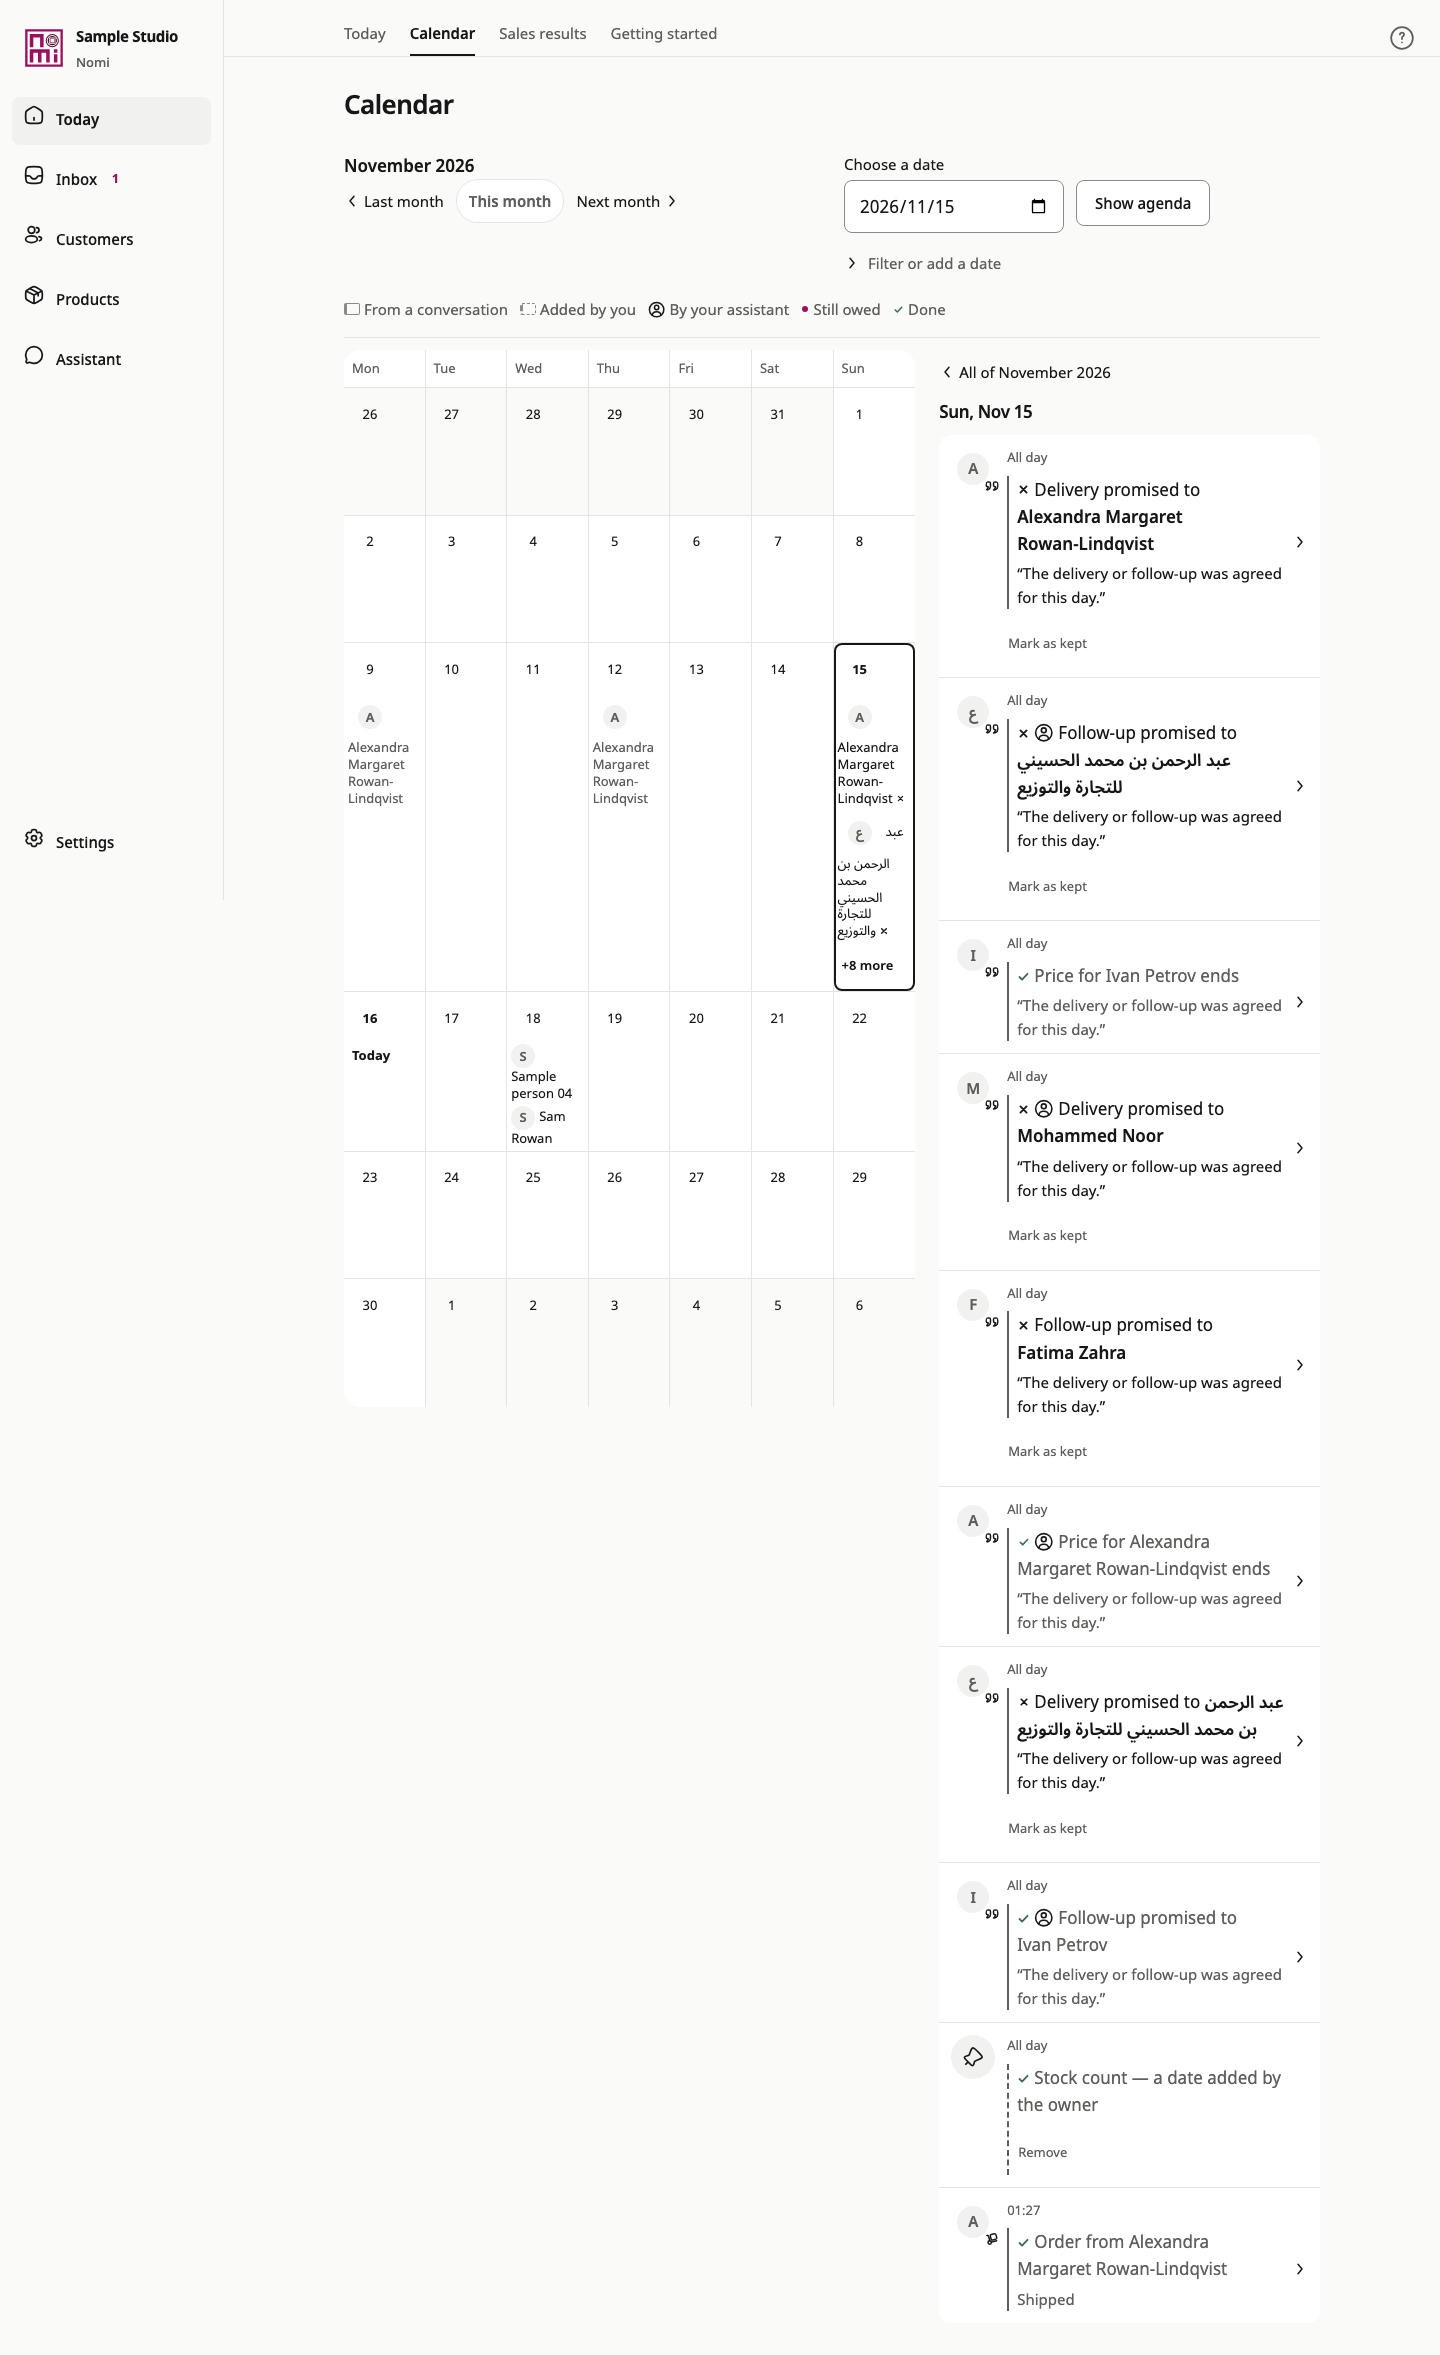 Sample Studio
Nomi
Today
Inbox 1
Customers
Products
Assistant
Settings
Today Calendar Sales results Getting started
Calendar
November 2026
Last month This month Next month
Choose a date
2026/11/15
Show agenda
Filter or add a date
From a conversation Added by you By your assistant Still owed Done
Mon Tue Wed Thu Fri Sat Sun
26 27 28 29 30 31 1
2 3 4 5 6 7 8
9 10 11 12 13 14 15
A
Alexandra
Margaret
Rowan-
Lindqvist
A
Alexandra
Margaret
Rowan-
Lindqvist
A
Alexandra
Margaret
Rowan-
Lindqvist ×
ع عبد
الرحمن بن
محمد
الحسيني
للتجارة
والتوزيع ×
+8 more
16 17 18 19 20 21 22
Today
S
Sample
person 04
S Sam
Rowan
23 24 25 26 27 28 29
30 1 2 3 4 5 6
All of November 2026
Sun, Nov 15
All day
A
× Delivery promised to
Alexandra Margaret
Rowan-Lindqvist
“The delivery or follow-up was agreed
for this day.”
Mark as kept
All day
ع
× Follow-up promised to
عبد الرحمن بن محمد الحسيني
للتجارة والتوزيع
“The delivery or follow-up was agreed
for this day.”
Mark as kept
All day
I
✓ Price for Ivan Petrov ends
“The delivery or follow-up was agreed
for this day.”
All day
M
× Delivery promised to
Mohammed Noor
“The delivery or follow-up was agreed
for this day.”
Mark as kept
All day
F
× Follow-up promised to
Fatima Zahra
“The delivery or follow-up was agreed
for this day.”
Mark as kept
All day
A
✓ Price for Alexandra
Margaret Rowan-Lindqvist ends
“The delivery or follow-up was agreed
for this day.”
All day
ع
× Delivery promised to عبد الرحمن
بن محمد الحسيني للتجارة والتوزيع
“The delivery or follow-up was agreed
for this day.”
Mark as kept
All day
I
✓ Follow-up promised to
Ivan Petrov
“The delivery or follow-up was agreed
for this day.”
All day
✓ Stock count — a date added by
the owner
Remove
01:27
A
✓ Order from Alexandra
Margaret Rowan-Lindqvist
Shipped